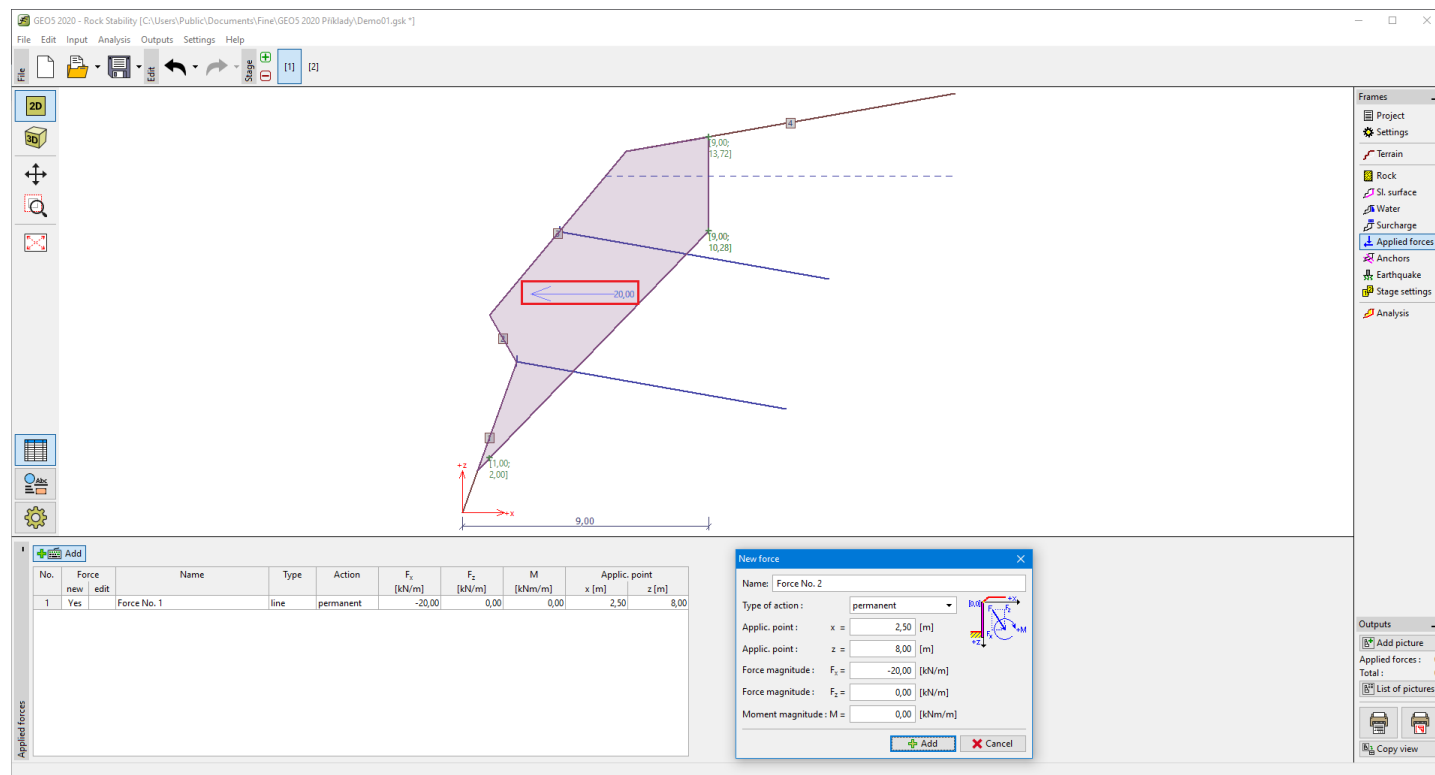 GEO5 2020 - Rock Stability [C:\Users\Public\Documents\Fine\GEO5 2020 Příklady\Demo01.gsk *]
File Edit Input Analysis Outputs Settings Help
File
Edit
Stage
[1] [2]
2D
3D
Abc
4
[9,00;
13,72]
[9,00;
10,28]
-20,00
[1,00;
2,00]
+z
+x
9,00
Frames
Project
Settings
Terrain
Rock
Sl. surface
Water
Surcharge
Applied forces
Anchors
Earthquake
Stage settings
Analysis
Applied forces
Add
No. Force Name Type Action Fx Fz M Applic. point
new edit [kN/m] [kN/m] [kNm/m] x [m] z [m]
1 Yes Force No. 1 line permanent -20,00 0,00 0,00 2,50 8,00
New force
Name: Force No. 2
Type of action : permanent
Applic. point : x = 2,50 [m]
Applic. point : z = 8,00 [m]
Force magnitude : Fx = -20,00 [kN/m]
Force magnitude : Fz = 0,00 [kN/m]
Moment magnitude : M = 0,00 [kNm/m]
[0,0] +X
F Fz
Fx +M
+Z
Add Cancel
Outputs
Add picture
Applied forces :
Total :
List of pictures
Copy view